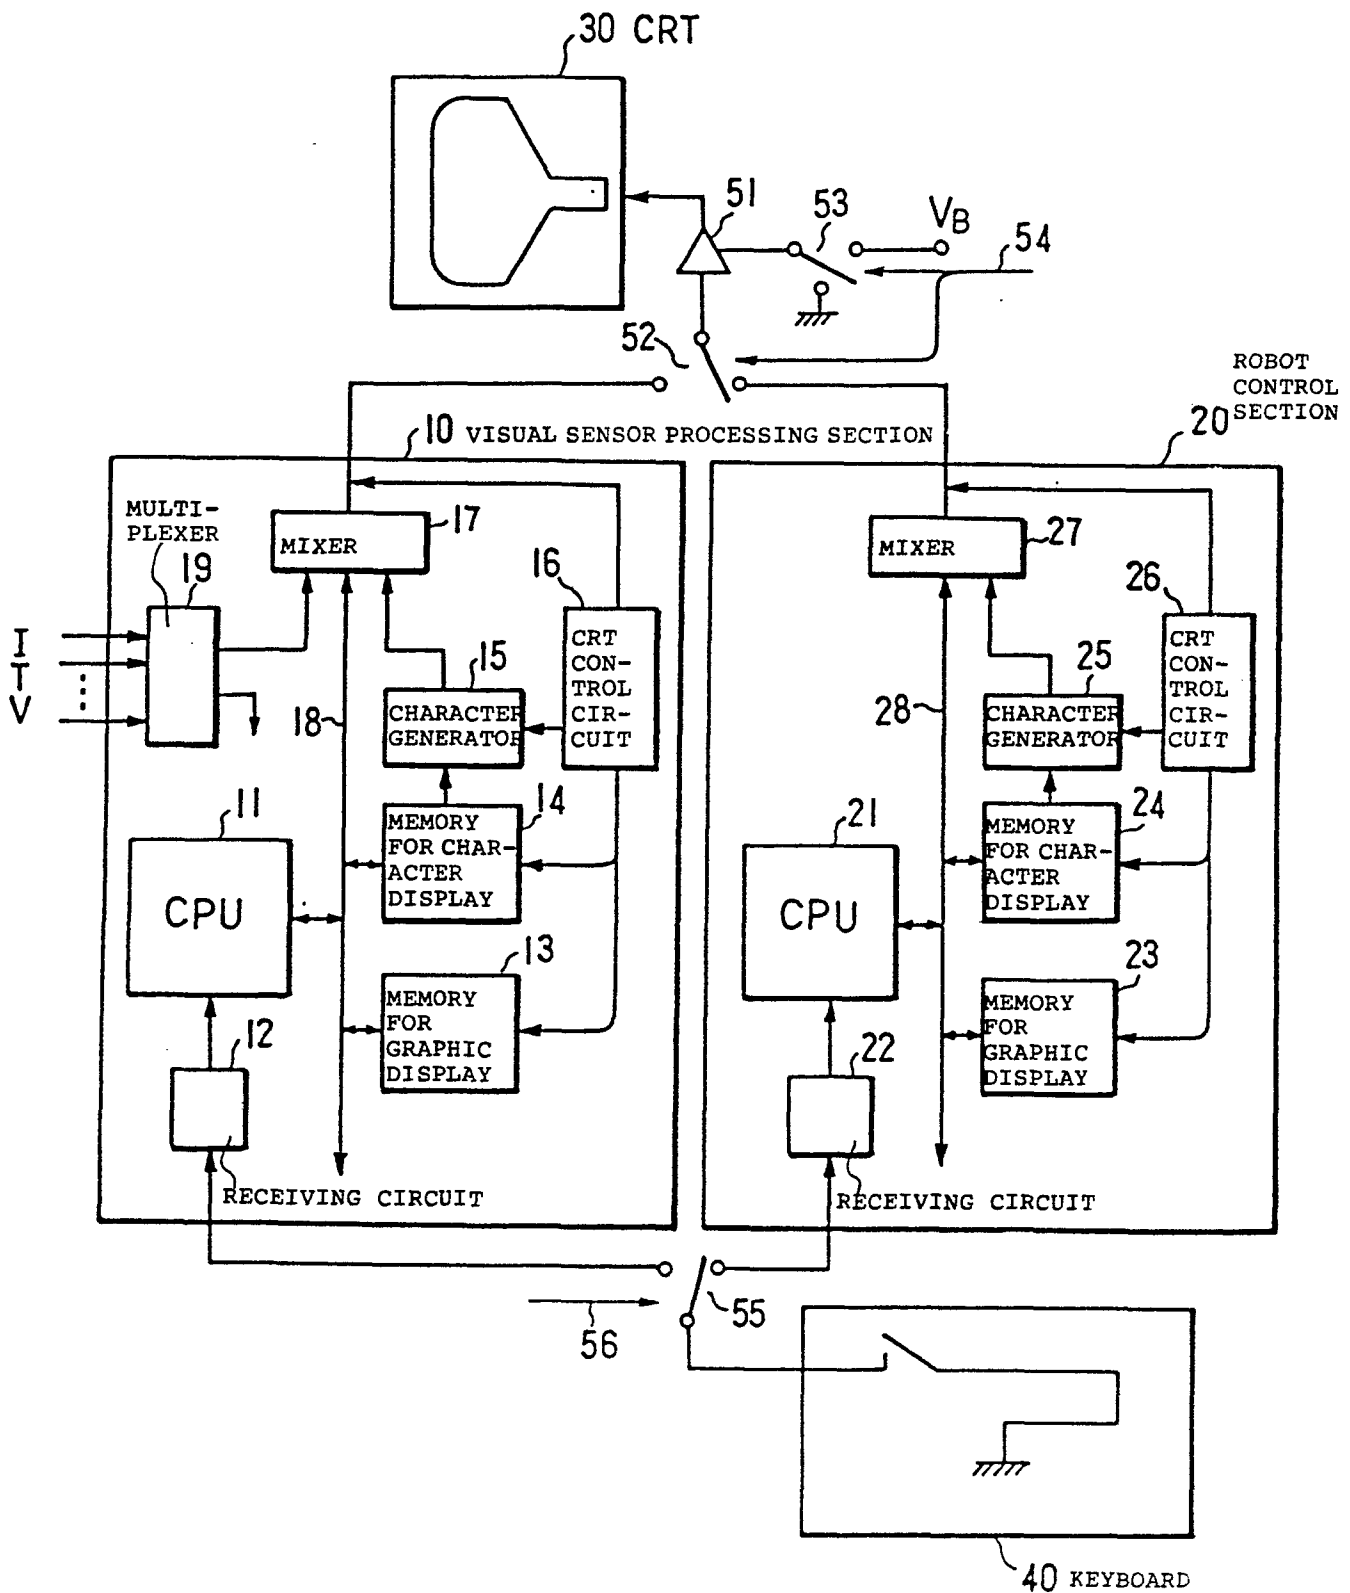 30 CRT
51
53
VB
54
52
ROBOT
CONTROL
SECTION
20
10 VISUAL SENSOR PROCESSING SECTION
MULTI-
PLEXER
19
MIXER
17
16
CRT
CON-
TROL
CIR-
CUIT
I
T
V
15
CHARACTER
GENERATOR
18
14
MEMORY
FOR CHAR-
ACTER
DISPLAY
11
CPU
13
MEMORY
FOR
GRAPHIC
DISPLAY
12
RECEIVING CIRCUIT
MIXER
27
26
CRT
CON-
TROL
CIR-
CUIT
25
CHARACTER
GENERATOR
28
24
MEMORY
FOR CHAR-
ACTER
DISPLAY
21
CPU
23
MEMORY
FOR
GRAPHIC
DISPLAY
22
RECEIVING CIRCUIT
55
56
40 KEYBOARD